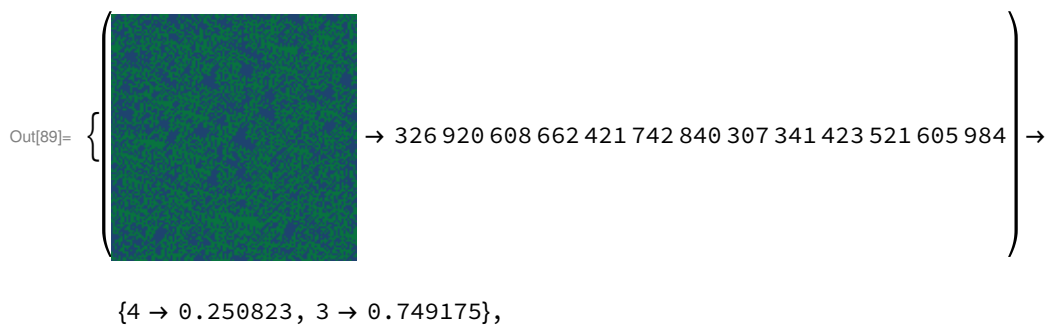 Out[89]= { ( → 326 920 608 662 421 742 840 307 341 423 521 605 984 ) →
{4 → 0.250823, 3 → 0.749175},